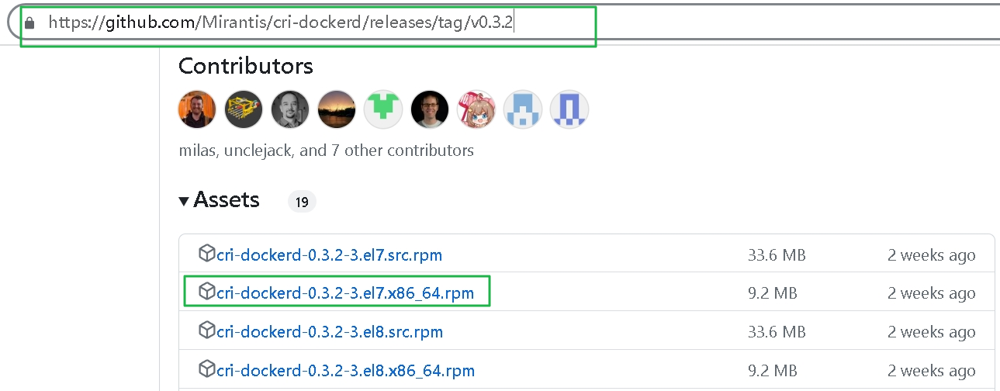 https://github.com/Mirantis/cri-dockerd/releases/tag/v0.3.2
Contributors
milas, unclejack, and 7 other contributors
Assets 19
cri-dockerd-0.3.2-3.el7.src.rpm 33.6 MB 2 weeks ago
cri-dockerd-0.3.2-3.el7.x86_64.rpm 9.2 MB 2 weeks ago
cri-dockerd-0.3.2-3.el8.src.rpm 33.6 MB 2 weeks ago
cri-dockerd-0.3.2-3.el8.x86_64.rpm 9.2 MB 2 weeks ago